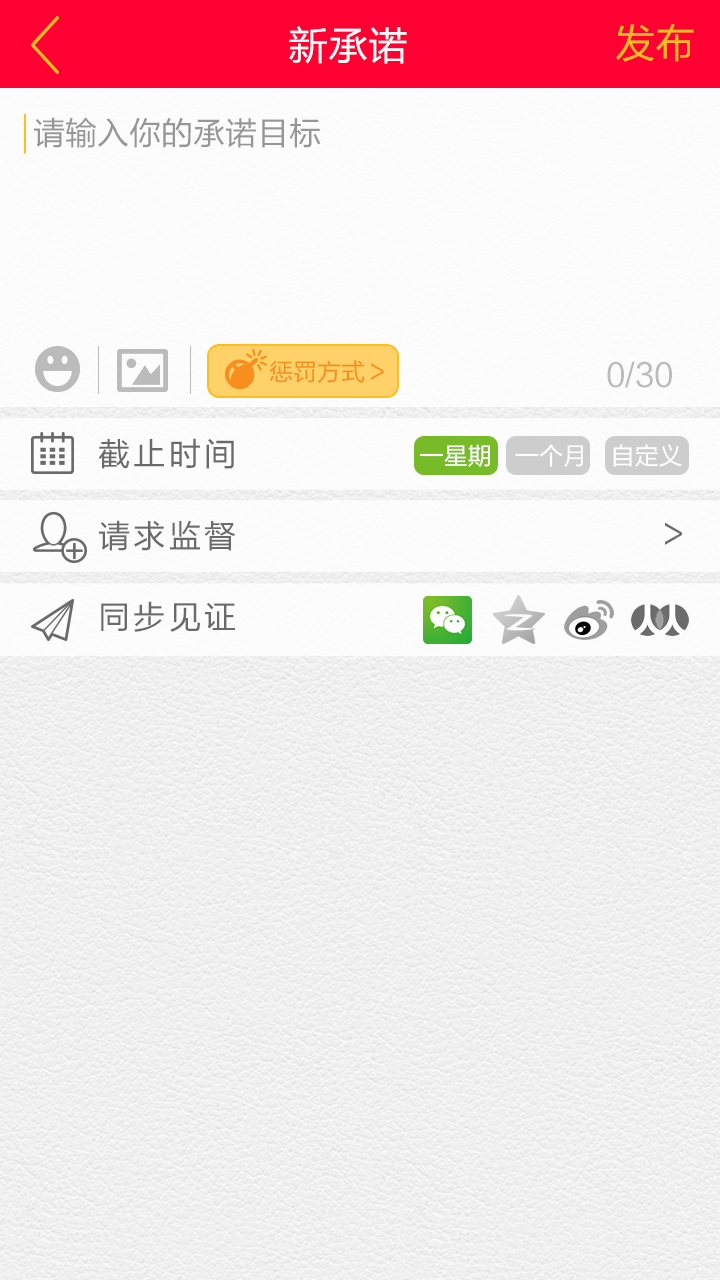 新承诺 发布
请输入你的承诺目标
惩罚方式 > 0/30
截止时间 一星期 一个月 自定义
请求监督 >
同步见证